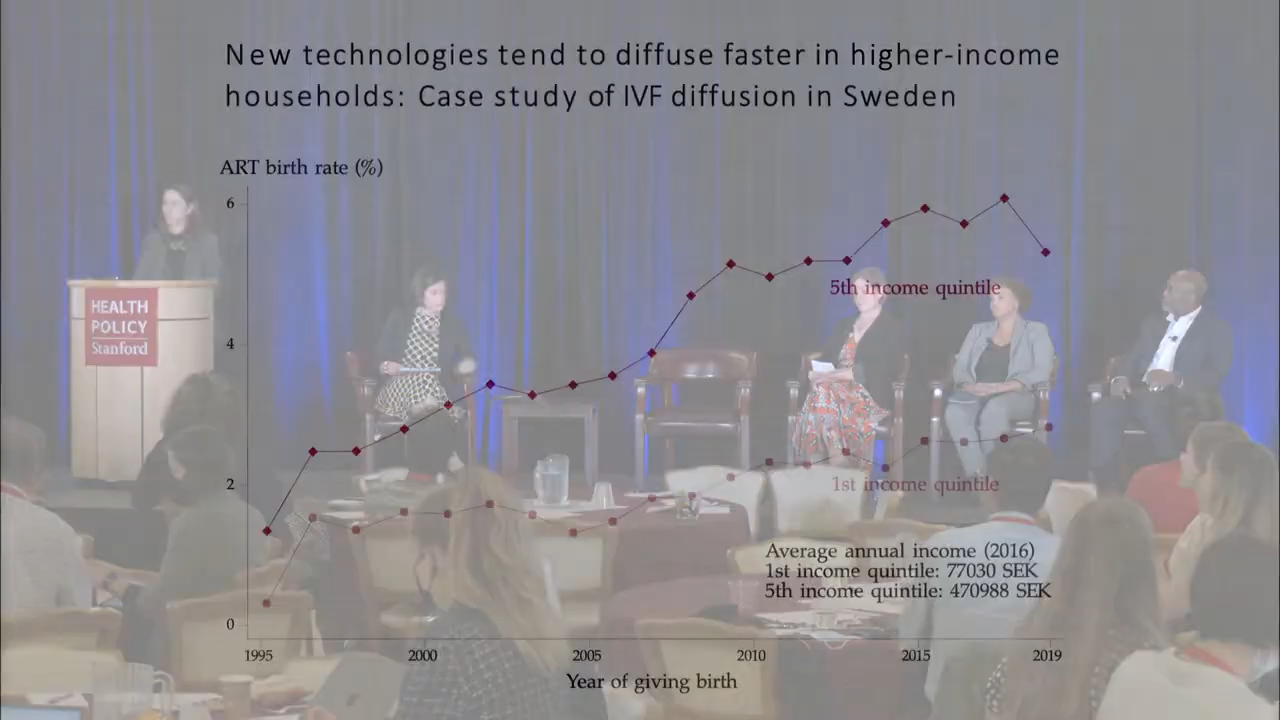 New technologies tend to diffuse faster in higher-income
households: Case study of IVF diffusion in Sweden
ART birth rate (%)
6
4
2
0
5th income quintile
1st income quintile
Average annual income (2016)
1st income quintile: 77030 SEK
5th income quintile: 470988 SEK
1995 2000 2005 2010 2015 2019
Year of giving birth
HEALTH
POLICY
Stanford